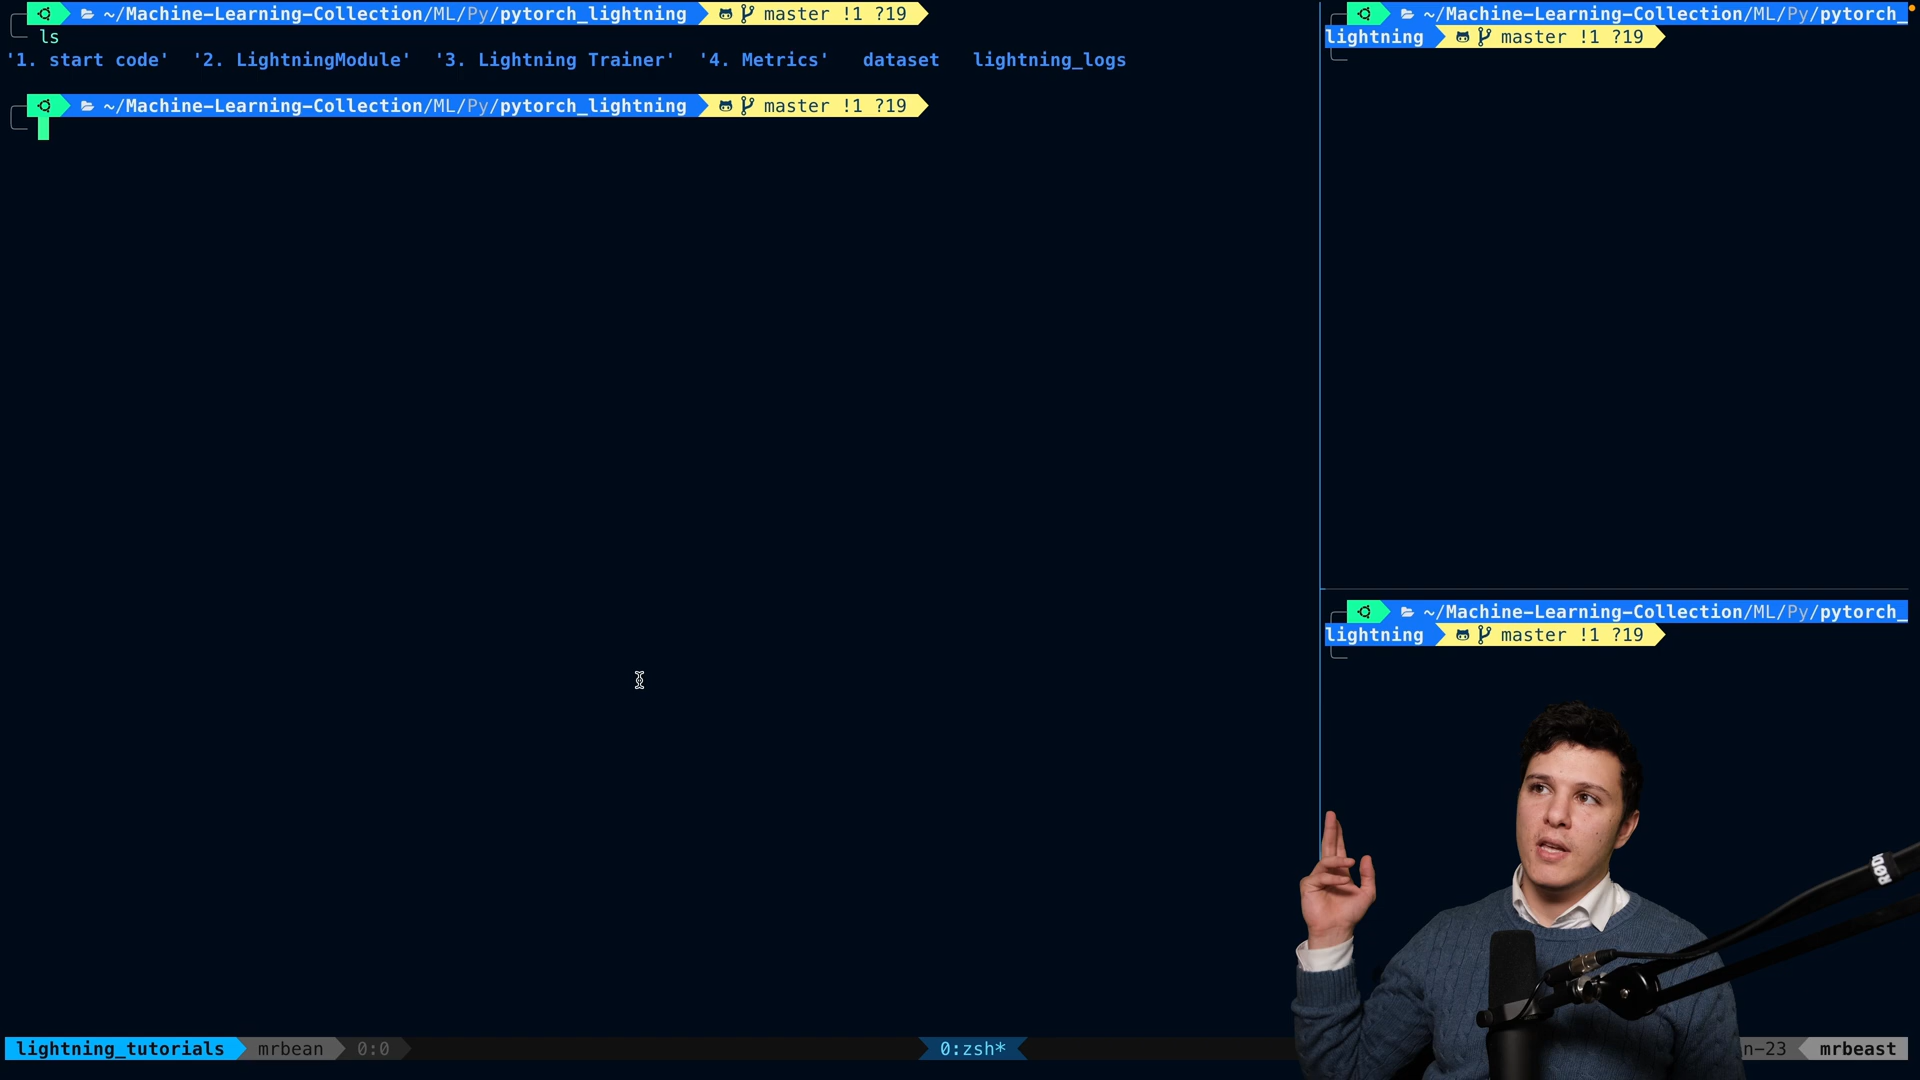 ~/Machine-Learning-Collection/ML/Py/pytorch_lightning master !1 ?19
ls
'1. start code' '2. LightningModule' '3. Lightning Trainer' '4. Metrics' dataset lightning_logs
~/Machine-Learning-Collection/ML/Py/pytorch_lightning master !1 ?19
~/Machine-Learning-Collection/ML/Py/pytorch_
lightning master !1 ?19
~/Machine-Learning-Collection/ML/Py/pytorch_
lightning master !1 ?19
RØDE
lightning_tutorials mrbean 0:0 0:zsh* n-23 mrbeast